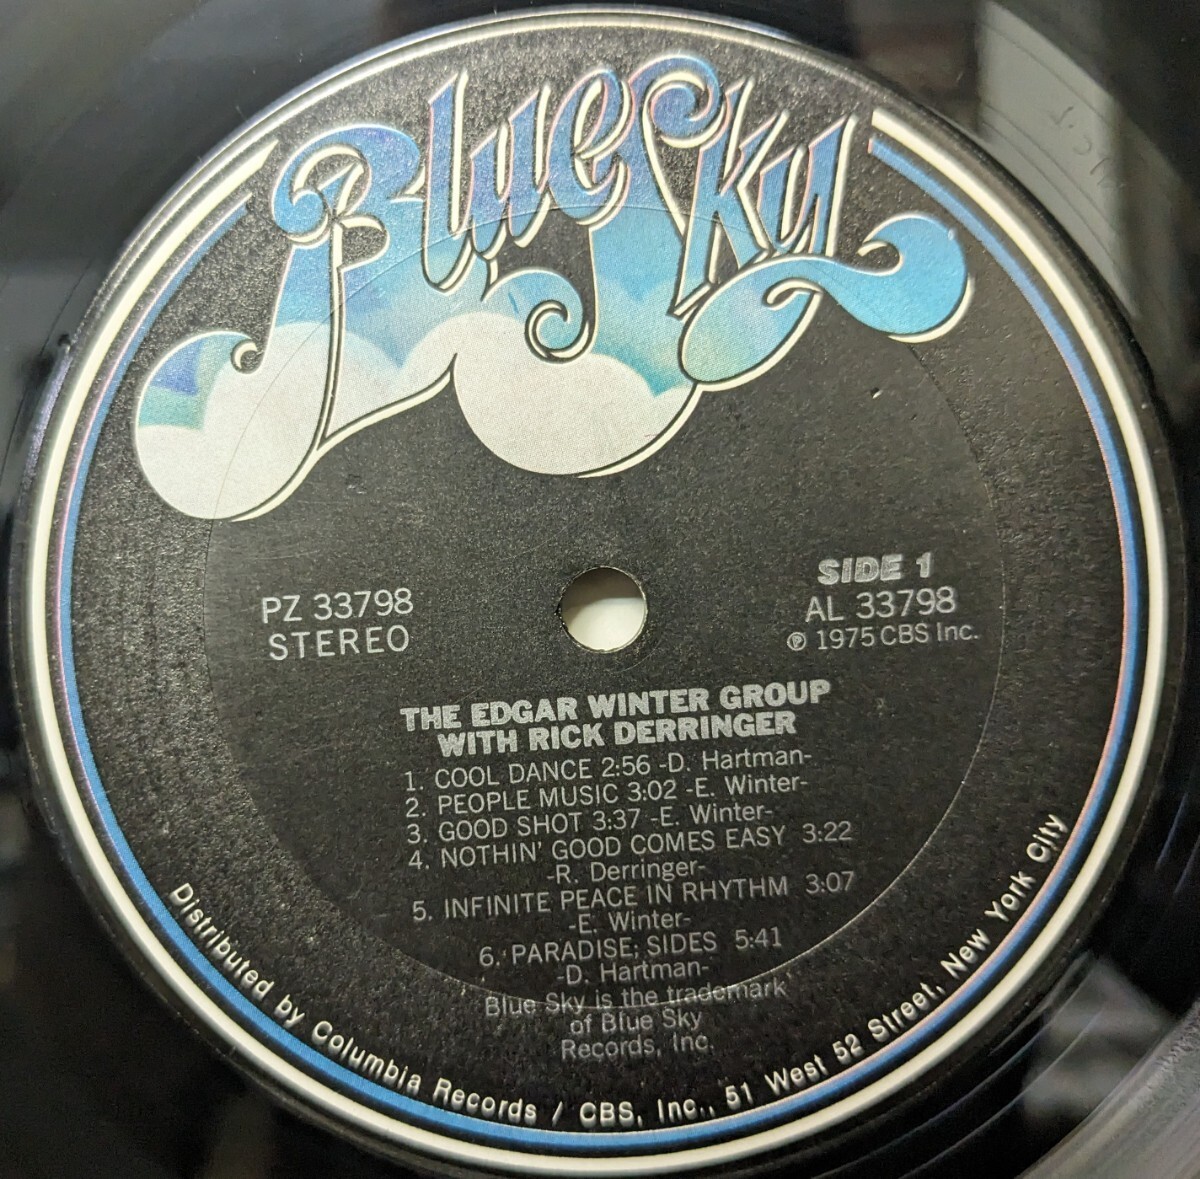 Blue Sky
SIDE 1
PZ 33798
AL 33798
STEREO
℗ 1975 CBS Inc.
THE EDGAR WINTER GROUP
WITH RICK DERRINGER
1. COOL DANCE 2:56 -D. Hartman-
2. PEOPLE MUSIC 3:02 -E. Winter-
3. GOOD SHOT 3:37 -E. Winter-
4. NOTHIN' GOOD COMES EASY 3:22
-R. Derringer-
5. INFINITE PEACE IN RHYTHM 3:07
-E. Winter-
6. PARADISE; SIDES 5:41
-D. Hartman-
Blue Sky is the trademark
of Blue Sky
Records, Inc.
Distributed by Columbia Records / CBS, Inc., 51 West 52 Street, New York City